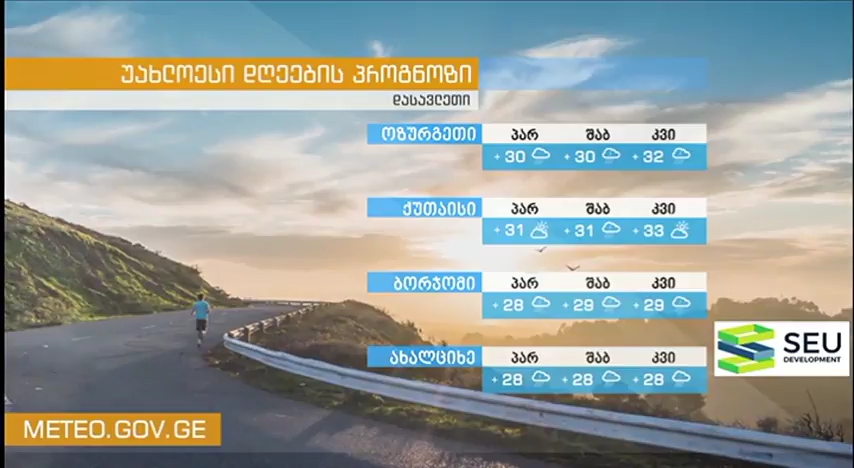 უახლოესი დღეების პროგნოზი
დასავლეთი
ოზურგეთი პარ შაბ კვი
+30 +30 +32
ქუთაისი პარ შაბ კვი
+31 +31 +33
ბორჯომი პარ შაბ კვი
+28 +29 +29
ახალციხე პარ შაბ კვი
+28 +28 +28
SEU
DEVELOPMENT
METEO.GOV.GE